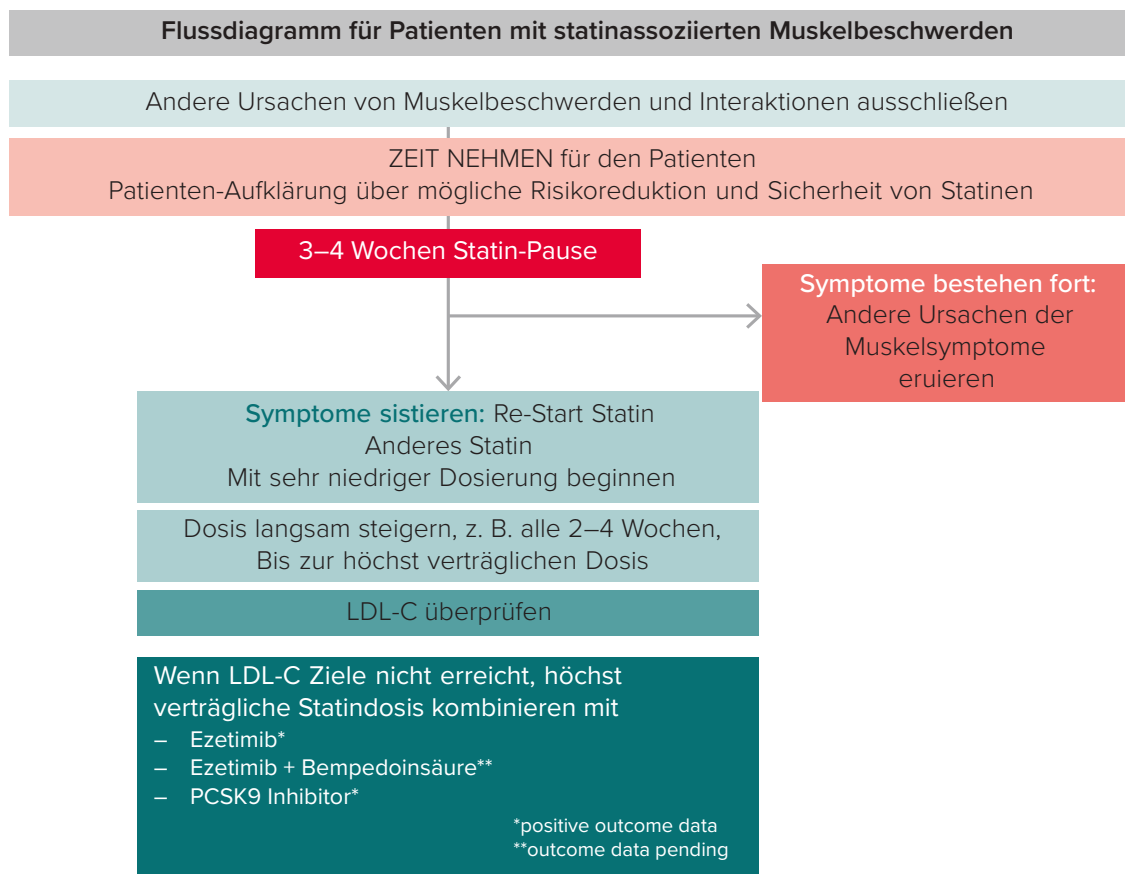 Flussdiagramm für Patienten mit statinassoziierten Muskelbeschwerden
Andere Ursachen von Muskelbeschwerden und Interaktionen ausschließen
ZEIT NEHMEN für den Patienten
Patienten-Aufklärung über mögliche Risikoreduktion und Sicherheit von Statinen
3–4 Wochen Statin-Pause
Symptome bestehen fort:
Andere Ursachen der
Muskelsymptome
eruieren
Symptome sistieren: Re-Start Statin
Anderes Statin
Mit sehr niedriger Dosierung beginnen
Dosis langsam steigern, z. B. alle 2–4 Wochen,
Bis zur höchst verträglichen Dosis
LDL-C überprüfen
Wenn LDL-C Ziele nicht erreicht, höchst
verträgliche Statindosis kombinieren mit
– Ezetimib*
– Ezetimib + Bempedoinsäure**
– PCSK9 Inhibitor*
*positive outcome data
**outcome data pending